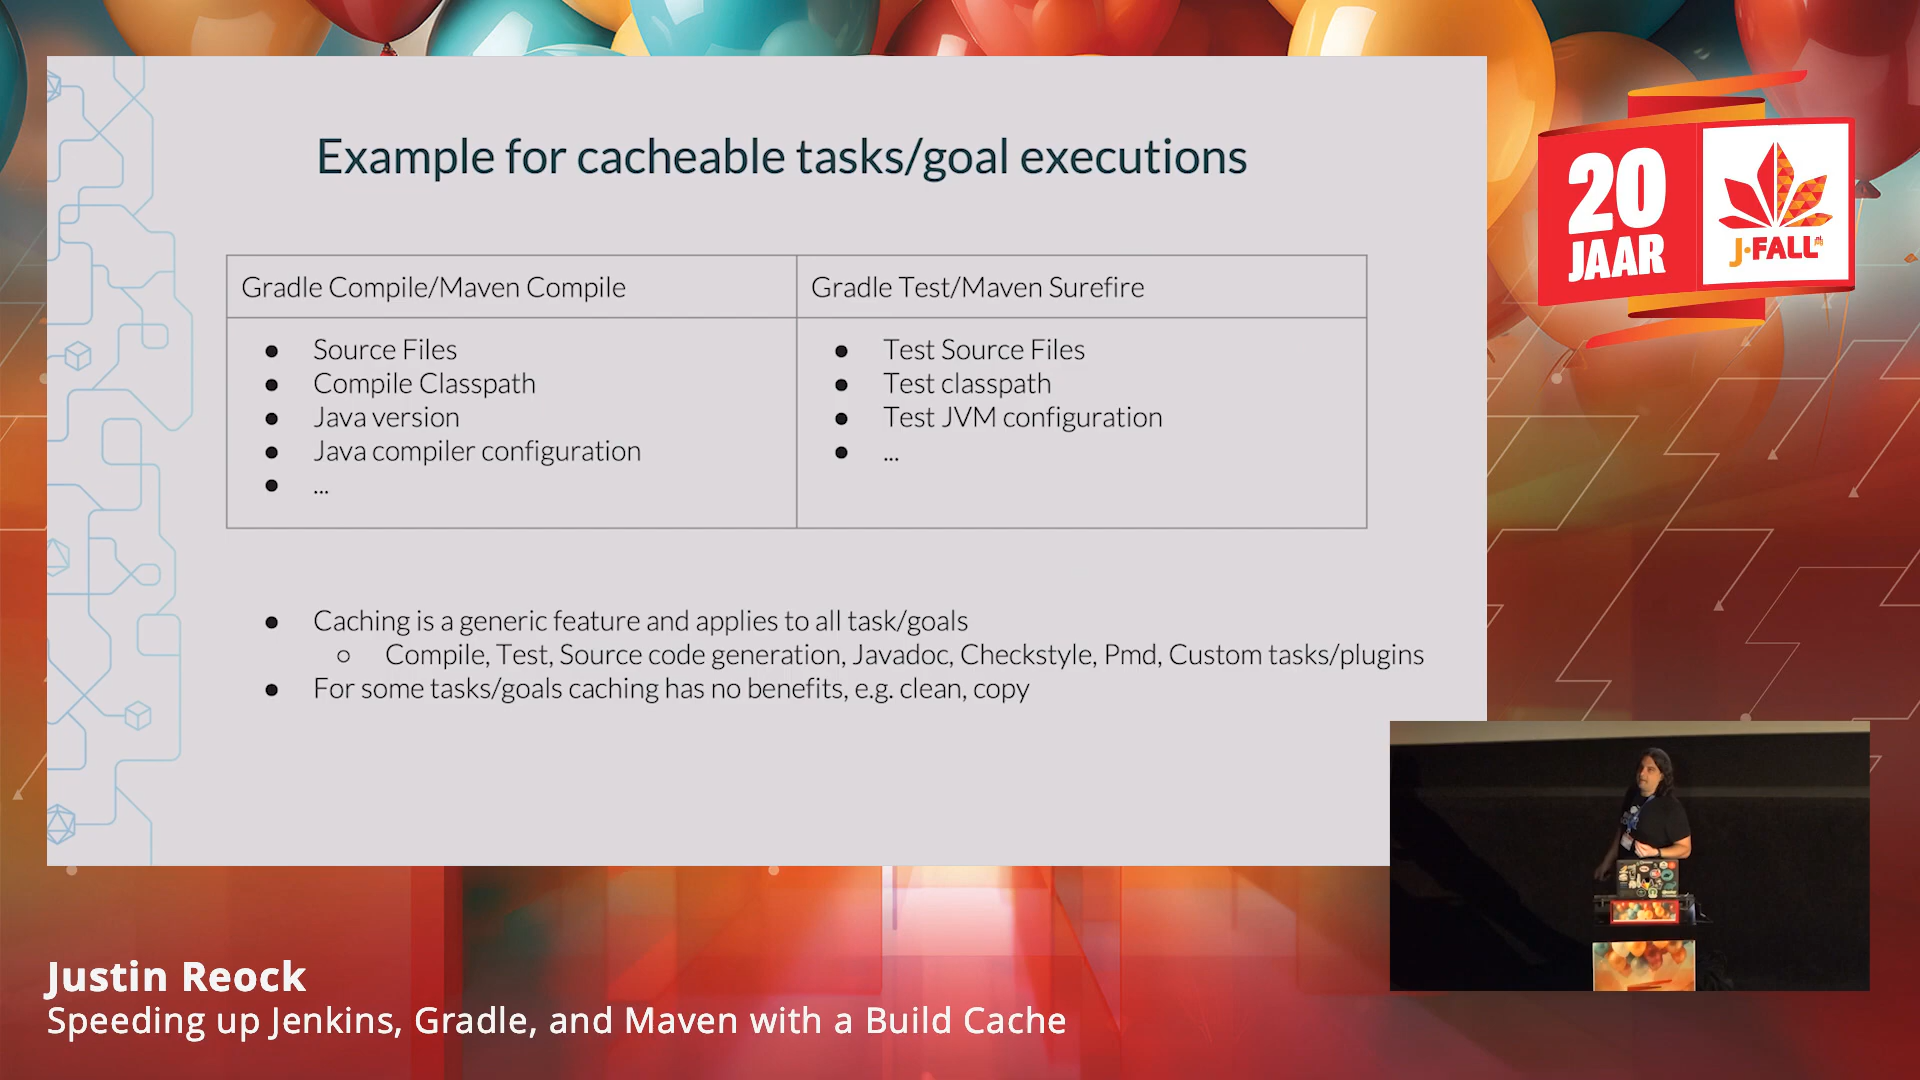 Example for cacheable tasks/goal executions
Gradle Compile/Maven Compile
Gradle Test/Maven Surefire
● Source Files
● Compile Classpath
● Java version
● Java compiler configuration
● ...
● Test Source Files
● Test classpath
● Test JVM configuration
● ...
● Caching is a generic feature and applies to all task/goals
○ Compile, Test, Source code generation, Javadoc, Checkstyle, Pmd, Custom tasks/plugins
● For some tasks/goals caching has no benefits, e.g. clean, copy
20
JAAR
J-FALL
Justin Reock
Speeding up Jenkins, Gradle, and Maven with a Build Cache